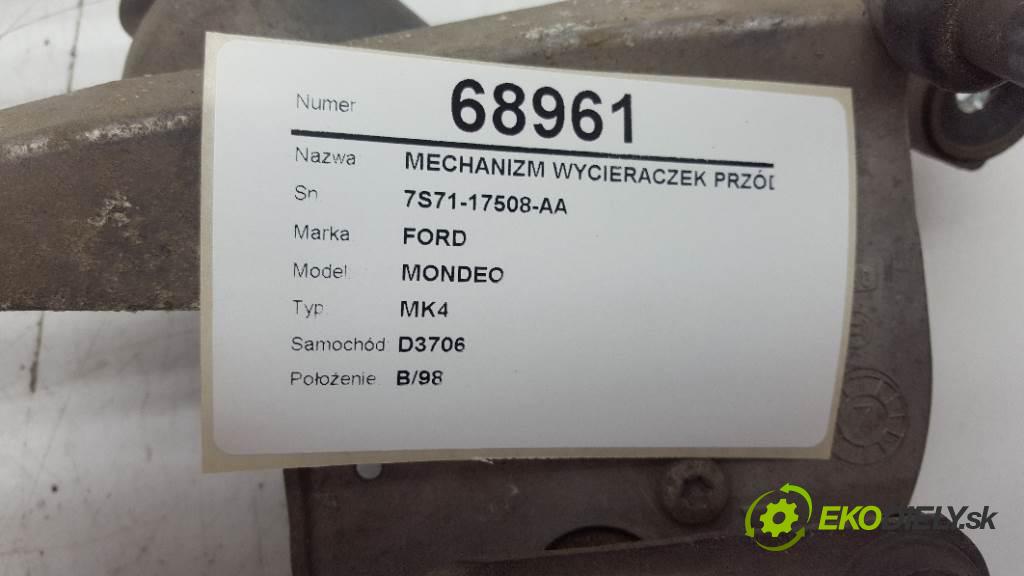 Numer 68961
Nazwa MECHANIZM WYCIERACZEK PRZÓD
Sn 7S71-17508-AA
Marka FORD
Model MONDEO
Typ MK4
Samochód D3706
Położenie B/98
EKODIELY.sk